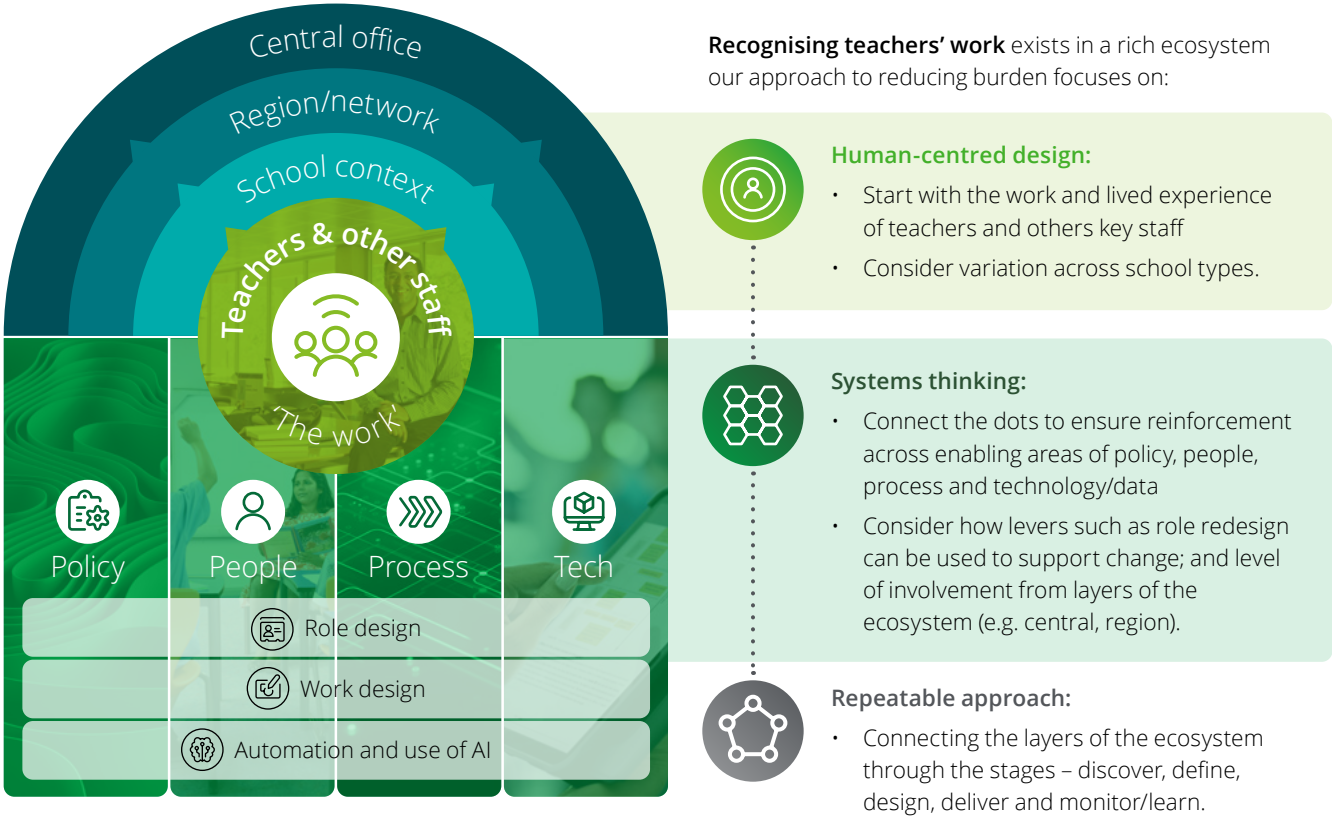 Central office
Region/network
School context
Teachers & other staff
'The work'
Policy
People
Process
Tech
Role design
Work design
Automation and use of AI
Recognising teachers' work exists in a rich ecosystem
our approach to reducing burden focuses on:
Human-centred design:
• Start with the work and lived experience
of teachers and others key staff
• Consider variation across school types.
Systems thinking:
• Connect the dots to ensure reinforcement
across enabling areas of policy, people,
process and technology/data
• Consider how levers such as role redesign
can be used to support change; and level
of involvement from layers of the
ecosystem (e.g. central, region).
Repeatable approach:
• Connecting the layers of the ecosystem
through the stages – discover, define,
design, deliver and monitor/learn.